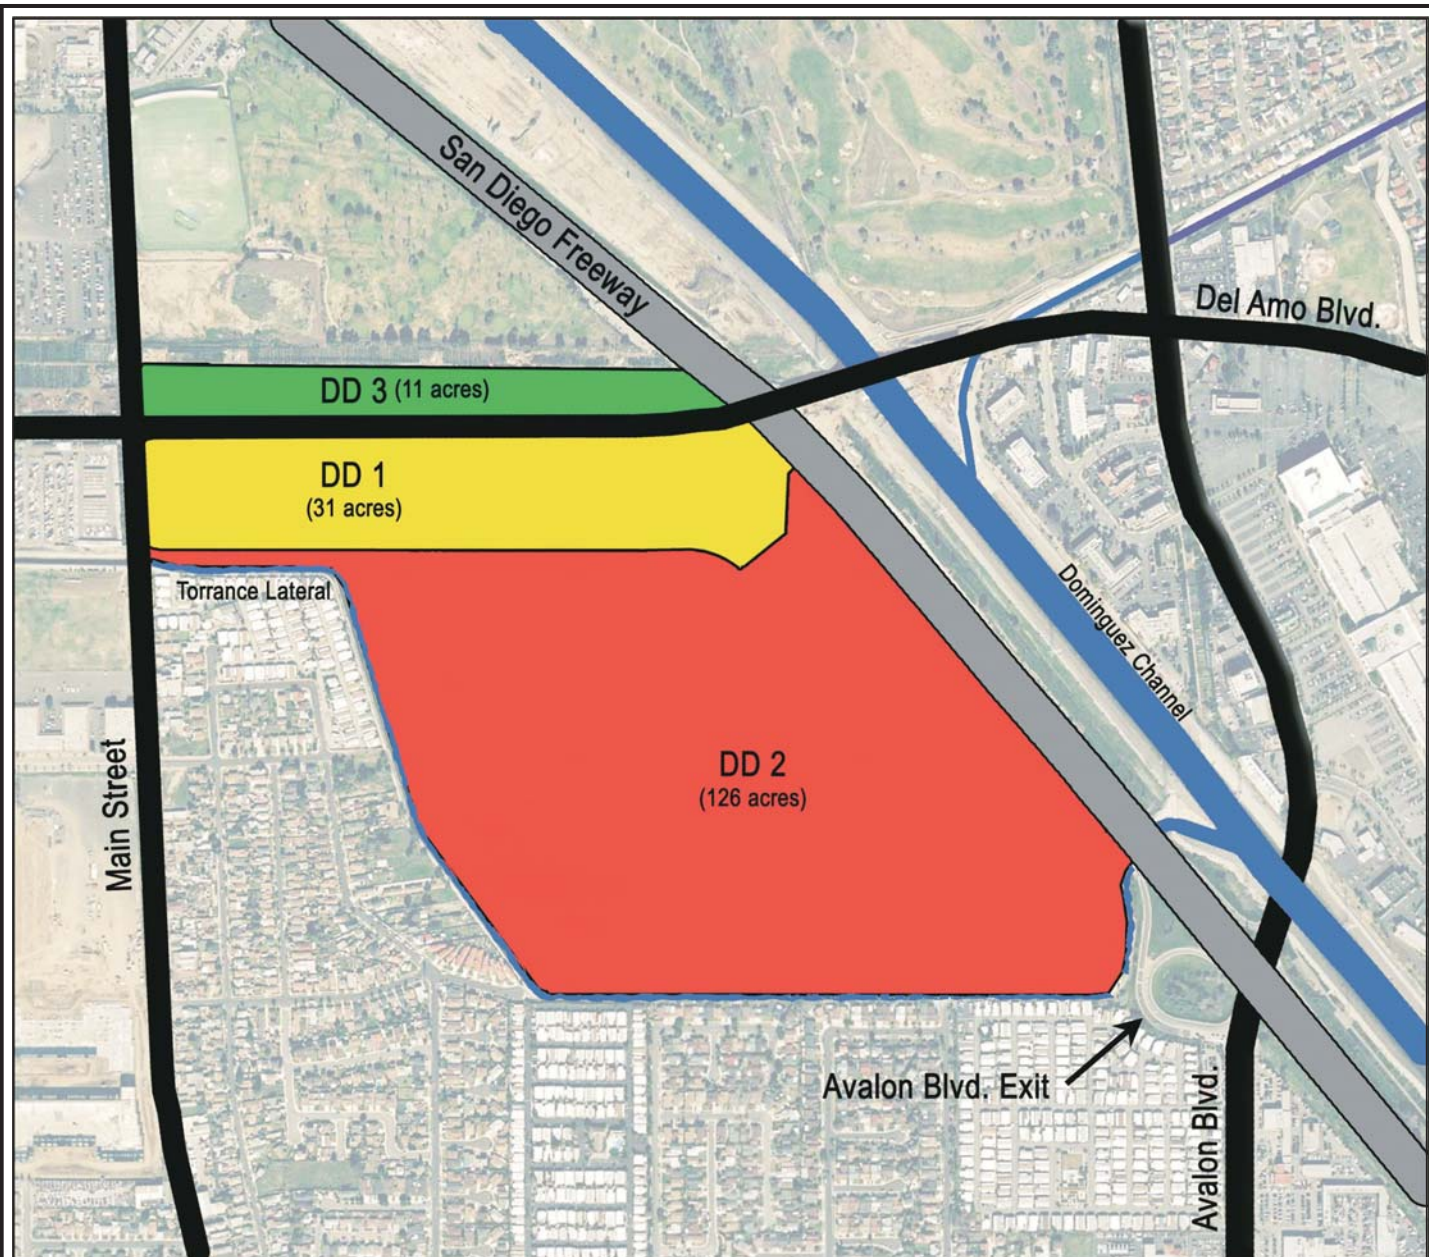 San Diego Freeway
Del Amo Blvd.
DD 3 (11 acres)
DD 1
(31 acres)
Torrance Lateral
Dominguez Channel
DD 2
(126 acres)
Main Street
Avalon Blvd. Exit
Avalon Blvd.